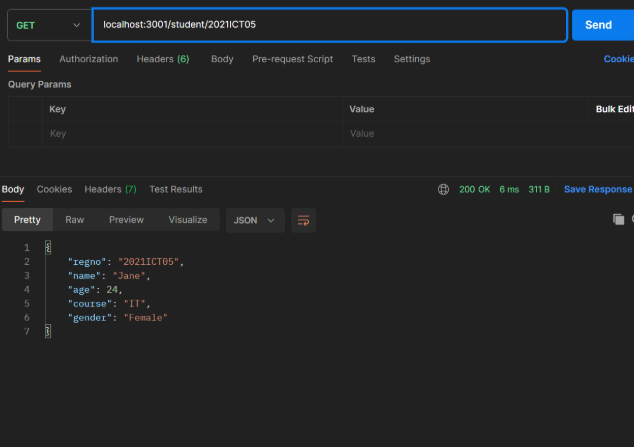 GET localhost:3001/student/2021ICT05 Send
Params Authorization Headers (6) Body Pre-request Script Tests Settings Cookie
Query Params
Key Value Bulk Edit
Key Value
Body Cookies Headers (7) Test Results 200 OK 6 ms 311 B Save Response
Pretty Raw Preview Visualize JSON
1 {
2 "regno": "2021ICT05",
3 "name": "Jane",
4 "age": 24,
5 "course": "IT",
6 "gender": "Female"
7 }